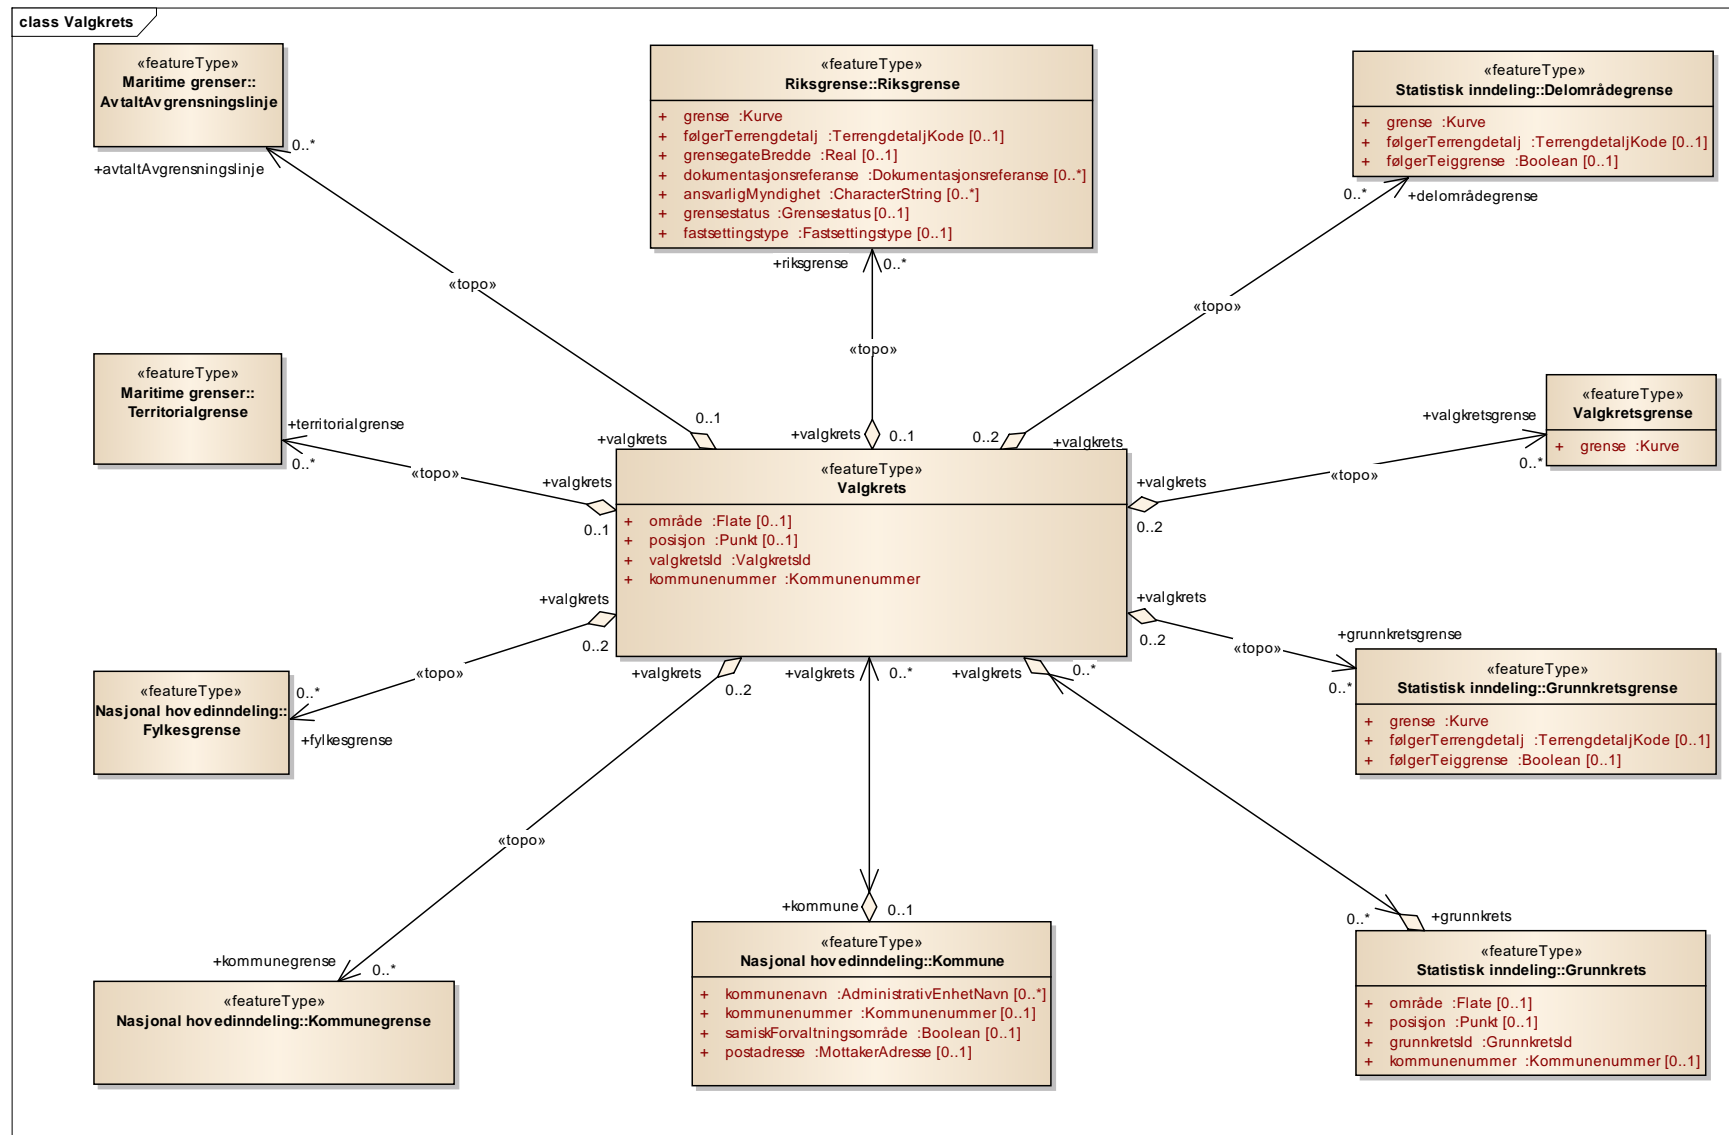 class Valgkrets
«featureType»
Maritime grenser::
AvtaltAvgrensningslinje
0..*
+avtaltAvgrensningslinje
«featureType»
Riksgrense::Riksgrense
+ grense :Kurve
+ følgerTerrengdetalj :TerrengdetaljKode [0..1]
+ grensegateBredde :Real [0..1]
+ dokumentasjonsreferanse :Dokumentasjonsreferanse [0..*]
+ ansvarligMyndighet :CharacterString [0..*]
+ grensestatus :Grensestatus [0..1]
+ fastsettingstype :Fastsettingstype [0..1]
+riksgrense
0..*
«featureType»
Statistisk inndeling::Delområdegrense
+ grense :Kurve
+ følgerTerrengdetalj :TerrengdetaljKode [0..1]
+ følgerTeiggrense :Boolean [0..1]
0..*
+delområdegrense
«topo»
«topo»
«topo»
«featureType»
Maritime grenser::
Territorialgrense
+territorialgrense
0..*
«topo»
+valgkrets
0..1
+valgkrets
0..1
+valgkrets
0..1
0..2
+valgkrets
«featureType»
Valgkretsgrense
+ grense :Kurve
+valgkretsgrense
0..*
«topo»
+valgkrets
0..2
«featureType»
Valgkrets
+ område :Flate [0..1]
+ posisjon :Punkt [0..1]
+ valgkretsId :ValgkretsId
+ kommunenummer :Kommunenummer
+valgkrets
0..2
«topo»
0..*
+fylkesgrense
«featureType»
Nasjonal hovedinndeling::
Fylkesgrense
+valgkrets
0..2
«topo»
+grunnkretsgrense
0..*
«featureType»
Statistisk inndeling::Grunnkretsgrense
+ grense :Kurve
+ følgerTerrengdetalj :TerrengdetaljKode [0..1]
+ følgerTeiggrense :Boolean [0..1]
+valgkrets
0..2
+valgkrets
0..*
+valgkrets
0..*
«topo»
+kommunegrense
0..*
«featureType»
Nasjonal hovedinndeling::Kommunegrense
+kommune
0..1
«featureType»
Nasjonal hovedinndeling::Kommune
+ kommunenavn :AdministrativEnhetNavn [0..*]
+ kommunenummer :Kommunenummer [0..1]
+ samiskForvaltningsområde :Boolean [0..1]
+ postadresse :MottakerAdresse [0..1]
0..*
+grunnkrets
«featureType»
Statistisk inndeling::Grunnkrets
+ område :Flate [0..1]
+ posisjon :Punkt [0..1]
+ grunnkretsId :GrunnkretsId
+ kommunenummer :Kommunenummer [0..1]